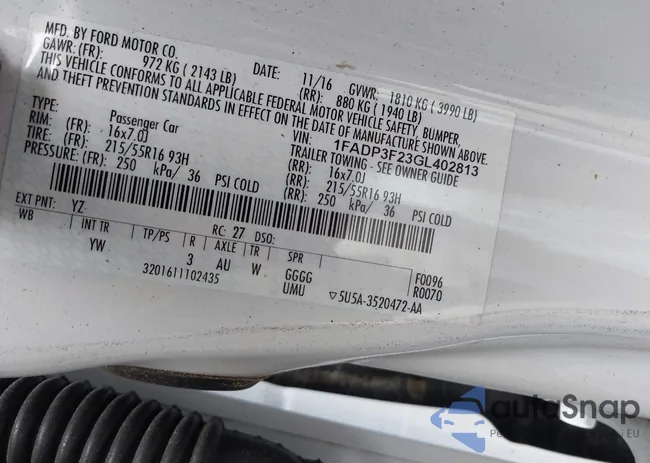 MFD. BY FORD MOTOR CO.
DATE: 11/16 GVWR: 1810 KG ( 3990 LB)
GAWR: (FR): 972 KG ( 2143 LB) (RR): 880 KG ( 1940 LB)
THIS VEHICLE CONFORMS TO ALL APPLICABLE FEDERAL MOTOR VEHICLE SAFETY, BUMPER,
AND THEFT PREVENTION STANDARDS IN EFFECT ON THE DATE OF MANUFACTURE SHOWN ABOVE.
VIN: 1FADP3F23GL402813
TYPE: Passenger Car TRAILER TOWING - SEE OWNER GUIDE
RIM: (FR): 16x7.0J (RR): 16x7.0J
TIRE: (FR): 215/55R16 93H (RR): 215/55R16 93H
(FR): 250 kPa/ 36 PSI COLD (RR): 250 kPa/ 36 PSI COLD
EXT PNT: YZ RC: 27 DSO:
WB INT TR TP/PS R AXLE TR SPR
YW 3 AU W GGGG F0096
UMU R0070
3201611102435 5U5A-3520472-AA
autoSnap
EU